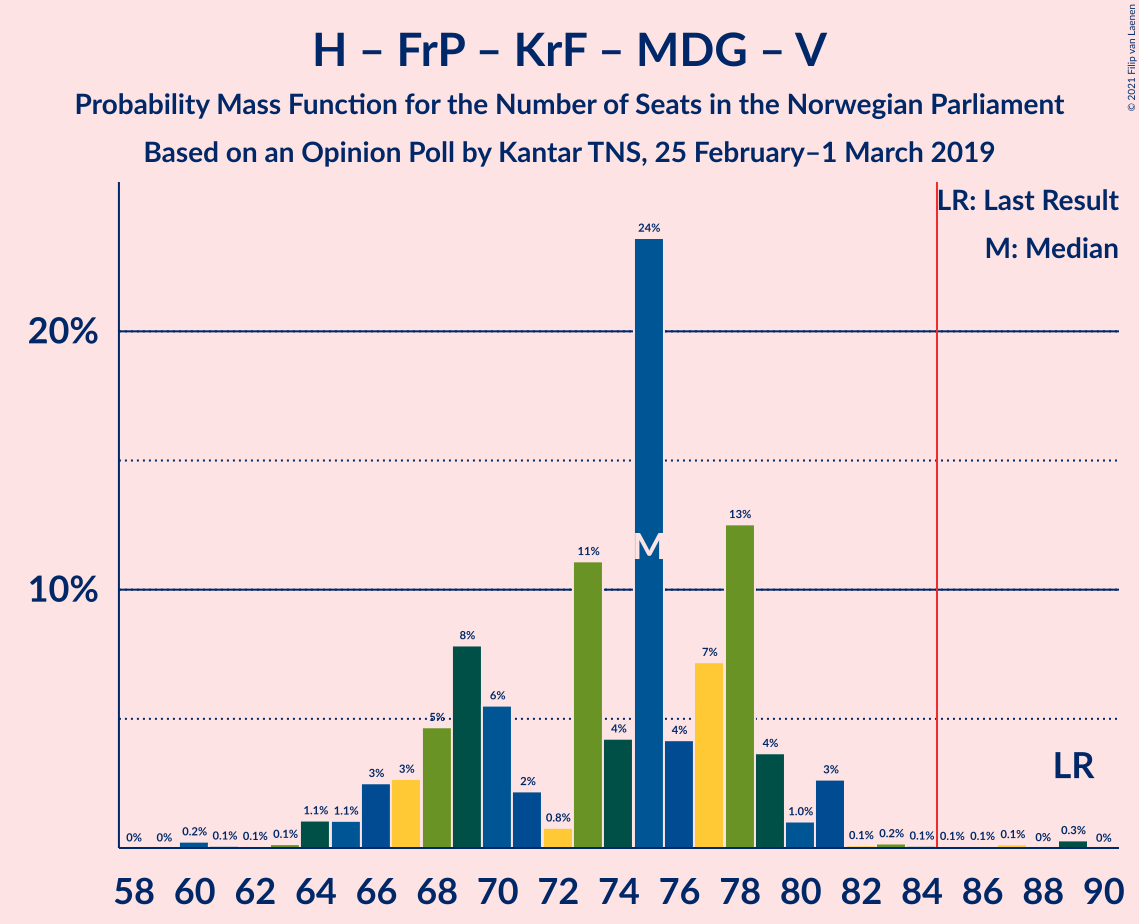 H – FrP – KrF – MDG – V
Probability Mass Function for the Number of Seats in the Norwegian Parliament
Based on an Opinion Poll by Kantar TNS, 25 February–1 March 2019
© 2021 Filip van Laenen
LR: Last Result
M: Median
20%
10%
0% 0% 0.2% 0.1% 0.1% 0.1% 1.1% 1.1% 3% 3% 5% 8% 6% 2% 0.8% 11% 4% 24% 4% 7% 13% 4% 1.0% 3% 0.1% 0.2% 0.1% 0.1% 0.1% 0.1% 0% 0.3% 0%
M
LR
58 60 62 64 66 68 70 72 74 76 78 80 82 84 86 88 90